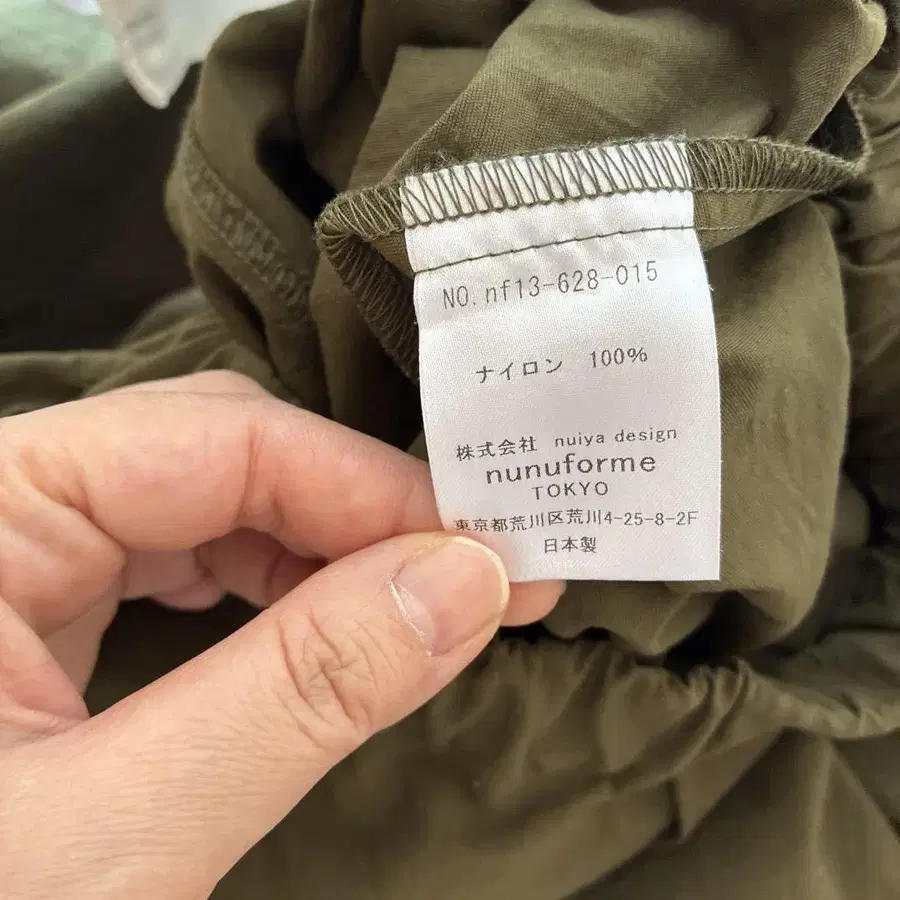 NO. nf13-628-015
ナイロン 100%
株式会社 nuiya design
nunuforme
TOKYO
東京都荒川区荒川4-25-8-2F
日本製